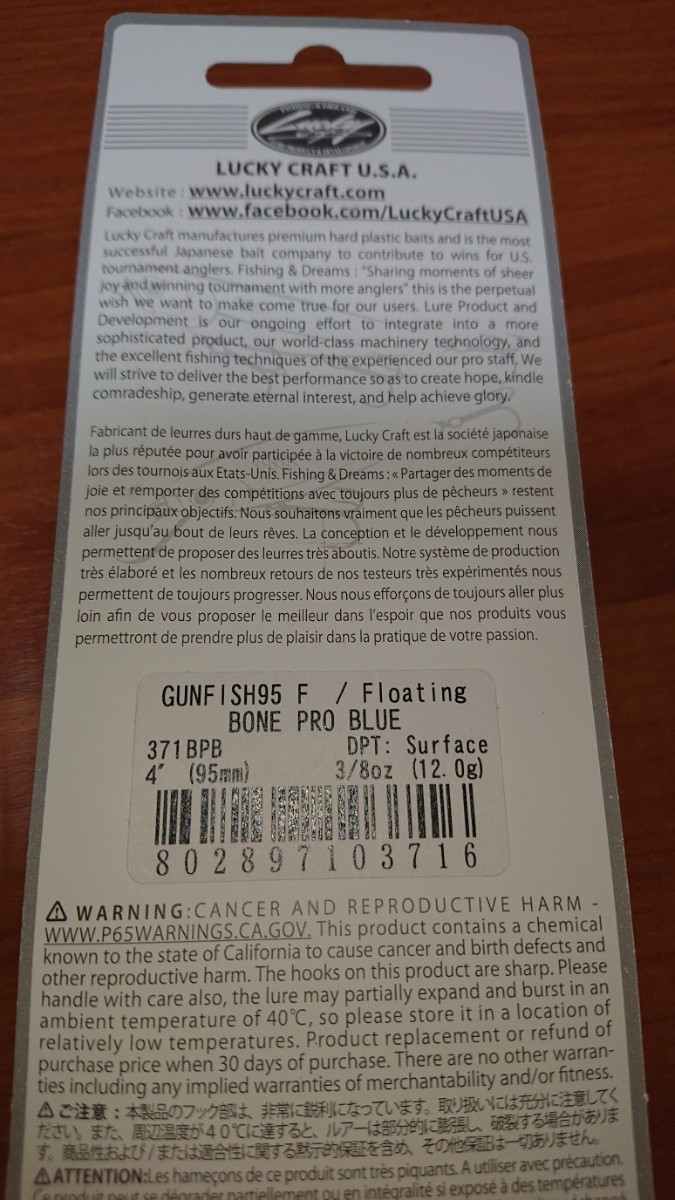 LUCKY CRAFT U.S.A.
Website : www.luckycraft.com
Facebook : www.facebook.com/LuckyCraftUSA
Lucky Craft manufactures premium hard plastic baits and is the most
successful Japanese bait company to contribute to wins for U.S.
tournament anglers. Fishing & Dreams : "Sharing moments of sheer
joy and winning tournament with more anglers" this is the perpetual
wish we want to make come true for our users. Lure Product and
Development is our ongoing effort to integrate into a more
sophisticated product, our world-class machinery technology, and
the excellent fishing techniques of the experienced our pro staff. We
will strive to deliver the best performance so as to create hope, kindle
comradeship, generate eternal interest, and help achieve glory.
Fabricant de leurres durs haut de gamme, Lucky Craft est la société japonaise
la plus réputée pour avoir participée à la victoire de nombreux compétiteurs
lors des tournois aux Etats-Unis. Fishing & Dreams : « Partager des moments de
joie et remporter des compétitions avec toujours plus de pêcheurs » restent
nos principaux objectifs. Nous souhaitons vraiment que les pêcheurs puissent
aller jusqu'au bout de leurs rêves. La conception et le développement nous
permettent de proposer des leurres très aboutis. Notre système de production
très élaboré et les nombreux retours de nos testeurs très expérimentés nous
permettent de toujours progresser. Nous nous efforçons de toujours aller plus
loin afin de vous proposer le meilleur dans l'espoir que nos produits vous
permettront de prendre plus de plaisir dans la pratique de votre passion.
GUNFISH95 F / Floating
BONE PRO BLUE
371BPB DPT: Surface
4" (95mm) 3/8oz (12.0g)
802897103716
⚠ WARNING:CANCER AND REPRODUCTIVE HARM -
WWW.P65WARNINGS.CA.GOV. This product contains a chemical
known to the state of California to cause cancer and birth defects and
other reproductive harm. The hooks on this product are sharp. Please
handle with care also, the lure may partially expand and burst in an
ambient temperature of 40℃, so please store it in a location of
relatively low temperatures. Product replacement or refund of
purchase price when 30 days of purchase. There are no other warran-
ties including any implied warranties of merchantability and/or fitness.
⚠ご注意：本製品のフック部は、非常に鋭利になっています。取り扱いには充分に注意してく
ださい。また、周辺温度が40℃に達すると、ルアーは部分的に膨張し、破裂する場合がありま
す。商品性および/または適合性に関する黙示的保証を含め、その他保証は一切ありません。
⚠ATTENTION:Les hameçons de ce produit sont très piquants. A utiliser avec précaution.
Ce produit peut se dégrader partiellement ou en intégralité si exposé à des températures